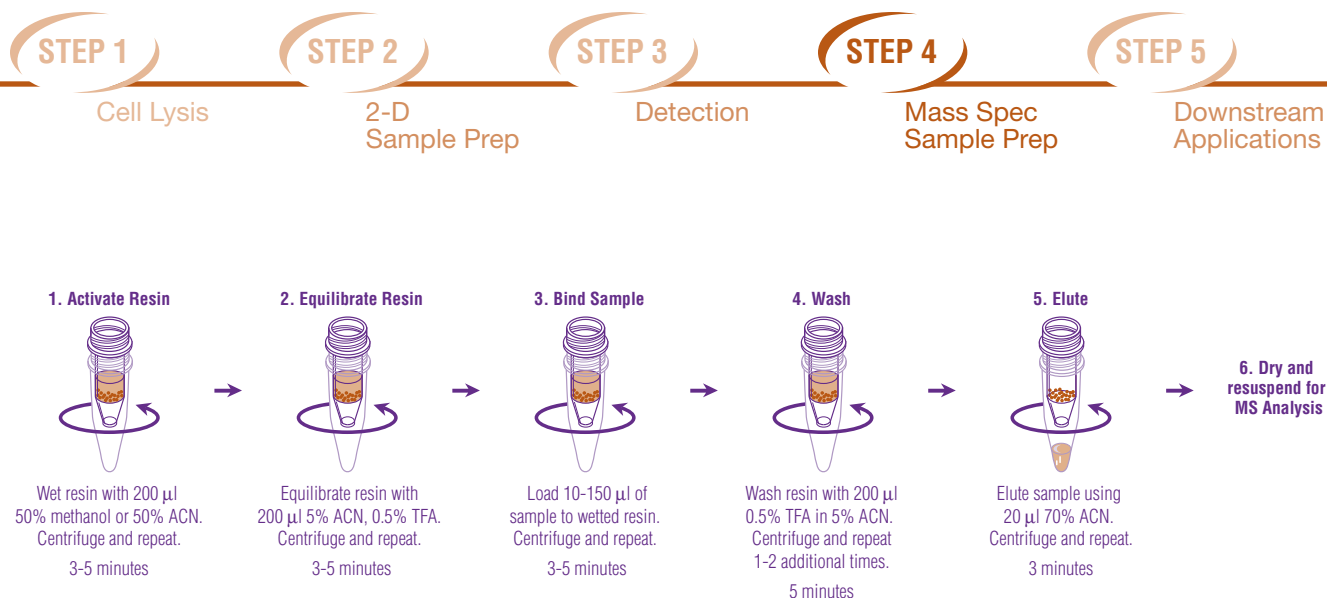 STEP 1
STEP 2
STEP 3
STEP 4
STEP 5
Cell Lysis
2-D
Sample Prep
Detection
Mass Spec
Sample Prep
Downstream
Applications
1. Activate Resin
Wet resin with 200 µl
50% methanol or 50% ACN.
Centrifuge and repeat.
3-5 minutes
2. Equilibrate Resin
Equilibrate resin with
200 µl 5% ACN, 0.5% TFA.
Centrifuge and repeat.
3-5 minutes
3. Bind Sample
Load 10-150 µl of
sample to wetted resin.
Centrifuge and repeat.
3-5 minutes
4. Wash
Wash resin with 200 µl
0.5% TFA in 5% ACN.
Centrifuge and repeat
1-2 additional times.
5 minutes
5. Elute
Elute sample using
20 µl 70% ACN.
Centrifuge and repeat.
3 minutes
6. Dry and
resuspend for
MS Analysis